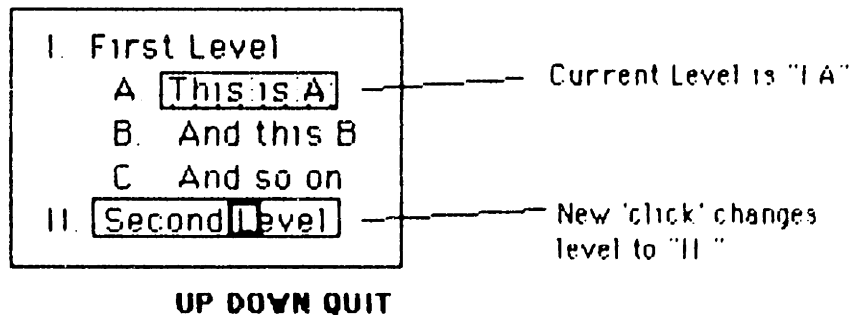 I. First Level
A. This is A
Current Level is "I A"
B. And this B
C. And so on
II. Second Level
New 'click' changes
level to "II."
UP DOWN QUIT